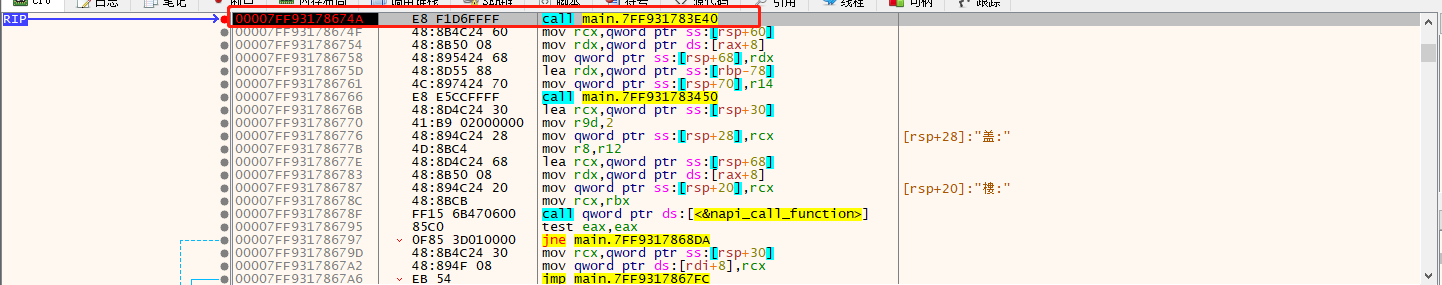 CPU 日志 笔记 断点 内存布局 调用堆栈 SEH链 脚本 符号 源代码 引用 线程 句柄 跟踪
RIP 00007FF93178674A E8 F1D6FFFF call main.7FF931783E40
00007FF93178674F 48:8B4C24 60 mov rcx,qword ptr ss:[rsp+60]
00007FF931786754 48:8B50 08 mov rdx,qword ptr ds:[rax+8]
00007FF931786758 48:895424 68 mov qword ptr ss:[rsp+68],rdx
00007FF93178675D 48:8D55 88 lea rdx,qword ptr ss:[rbp-78]
00007FF931786761 4C:897424 70 mov qword ptr ss:[rsp+70],r14
00007FF931786766 E8 E5CCFFFF call main.7FF931783450
00007FF93178676B 48:8D4C24 30 lea rcx,qword ptr ss:[rsp+30]
00007FF931786770 41:B9 02000000 mov r9d,2
00007FF931786776 48:894C24 28 mov qword ptr ss:[rsp+28],rcx [rsp+28]:"盖:"
00007FF93178677B 4D:8BC4 mov r8,r12
00007FF93178677E 48:8D4C24 68 lea rcx,qword ptr ss:[rsp+68]
00007FF931786783 48:8B50 08 mov rdx,qword ptr ds:[rax+8]
00007FF931786787 48:894C24 20 mov qword ptr ss:[rsp+20],rcx [rsp+20]:"搂:"
00007FF93178678C 48:8BCB mov rcx,rbx
00007FF93178678F FF15 6B470600 call qword ptr ds:[<&napi_call_function>]
00007FF931786795 85C0 test eax,eax
00007FF931786797 0F85 3D010000 jne main.7FF9317868DA
00007FF93178679D 48:8B4C24 30 mov rcx,qword ptr ss:[rsp+30]
00007FF9317867A2 48:894F 08 mov qword ptr ds:[rdi+8],rcx
00007FF9317867A6 EB 54 jmp main.7FF9317867FC